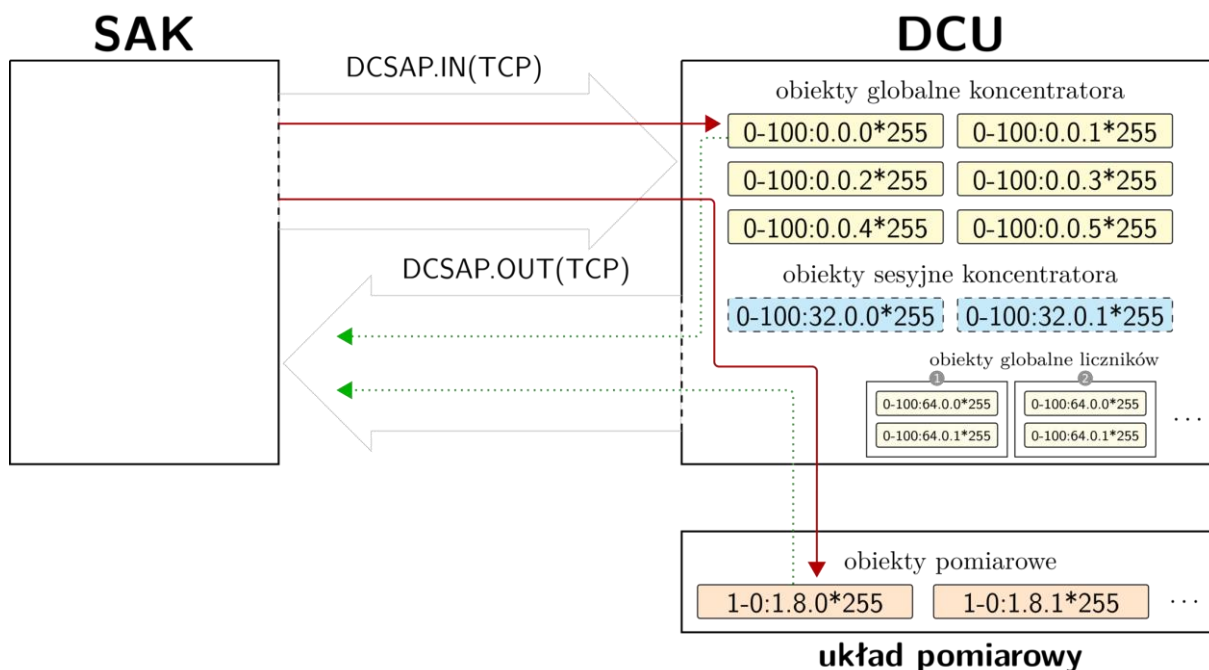 SAK
DCU
DCSAP.IN(TCP)
obiekty globalne koncentratora
0-100:0.0.0*255 0-100:0.0.1*255
0-100:0.0.2*255 0-100:0.0.3*255
0-100:0.0.4*255 0-100:0.0.5*255
DCSAP.OUT(TCP)
obiekty sesyjne koncentratora
0-100:32.0.0*255 0-100:32.0.1*255
obiekty globalne liczników
1 2
0-100:64.0.0*255 0-100:64.0.0*255
0-100:64.0.1*255 0-100:64.0.1*255
...
obiekty pomiarowe
1-0:1.8.0*255 1-0:1.8.1*255 ...
układ pomiarowy